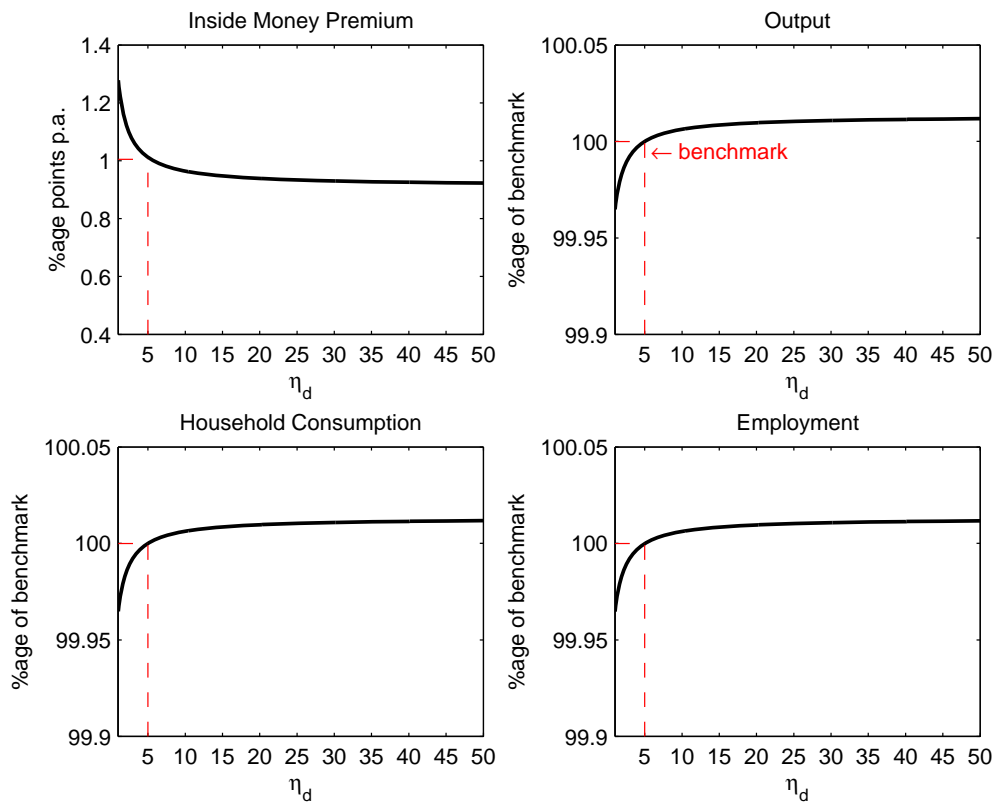 Inside Money Premium
%age points p.a.
1.4
1.2
1
0.8
0.6
0.4
5 10 15 20 25 30 35 40 45 50
η_d
Output
%age of benchmark
100.05
100
99.95
99.9
← benchmark
5 10 15 20 25 30 35 40 45 50
η_d
Household Consumption
%age of benchmark
100.05
100
99.95
99.9
5 10 15 20 25 30 35 40 45 50
η_d
Employment
%age of benchmark
100.05
100
99.95
99.9
5 10 15 20 25 30 35 40 45 50
η_d